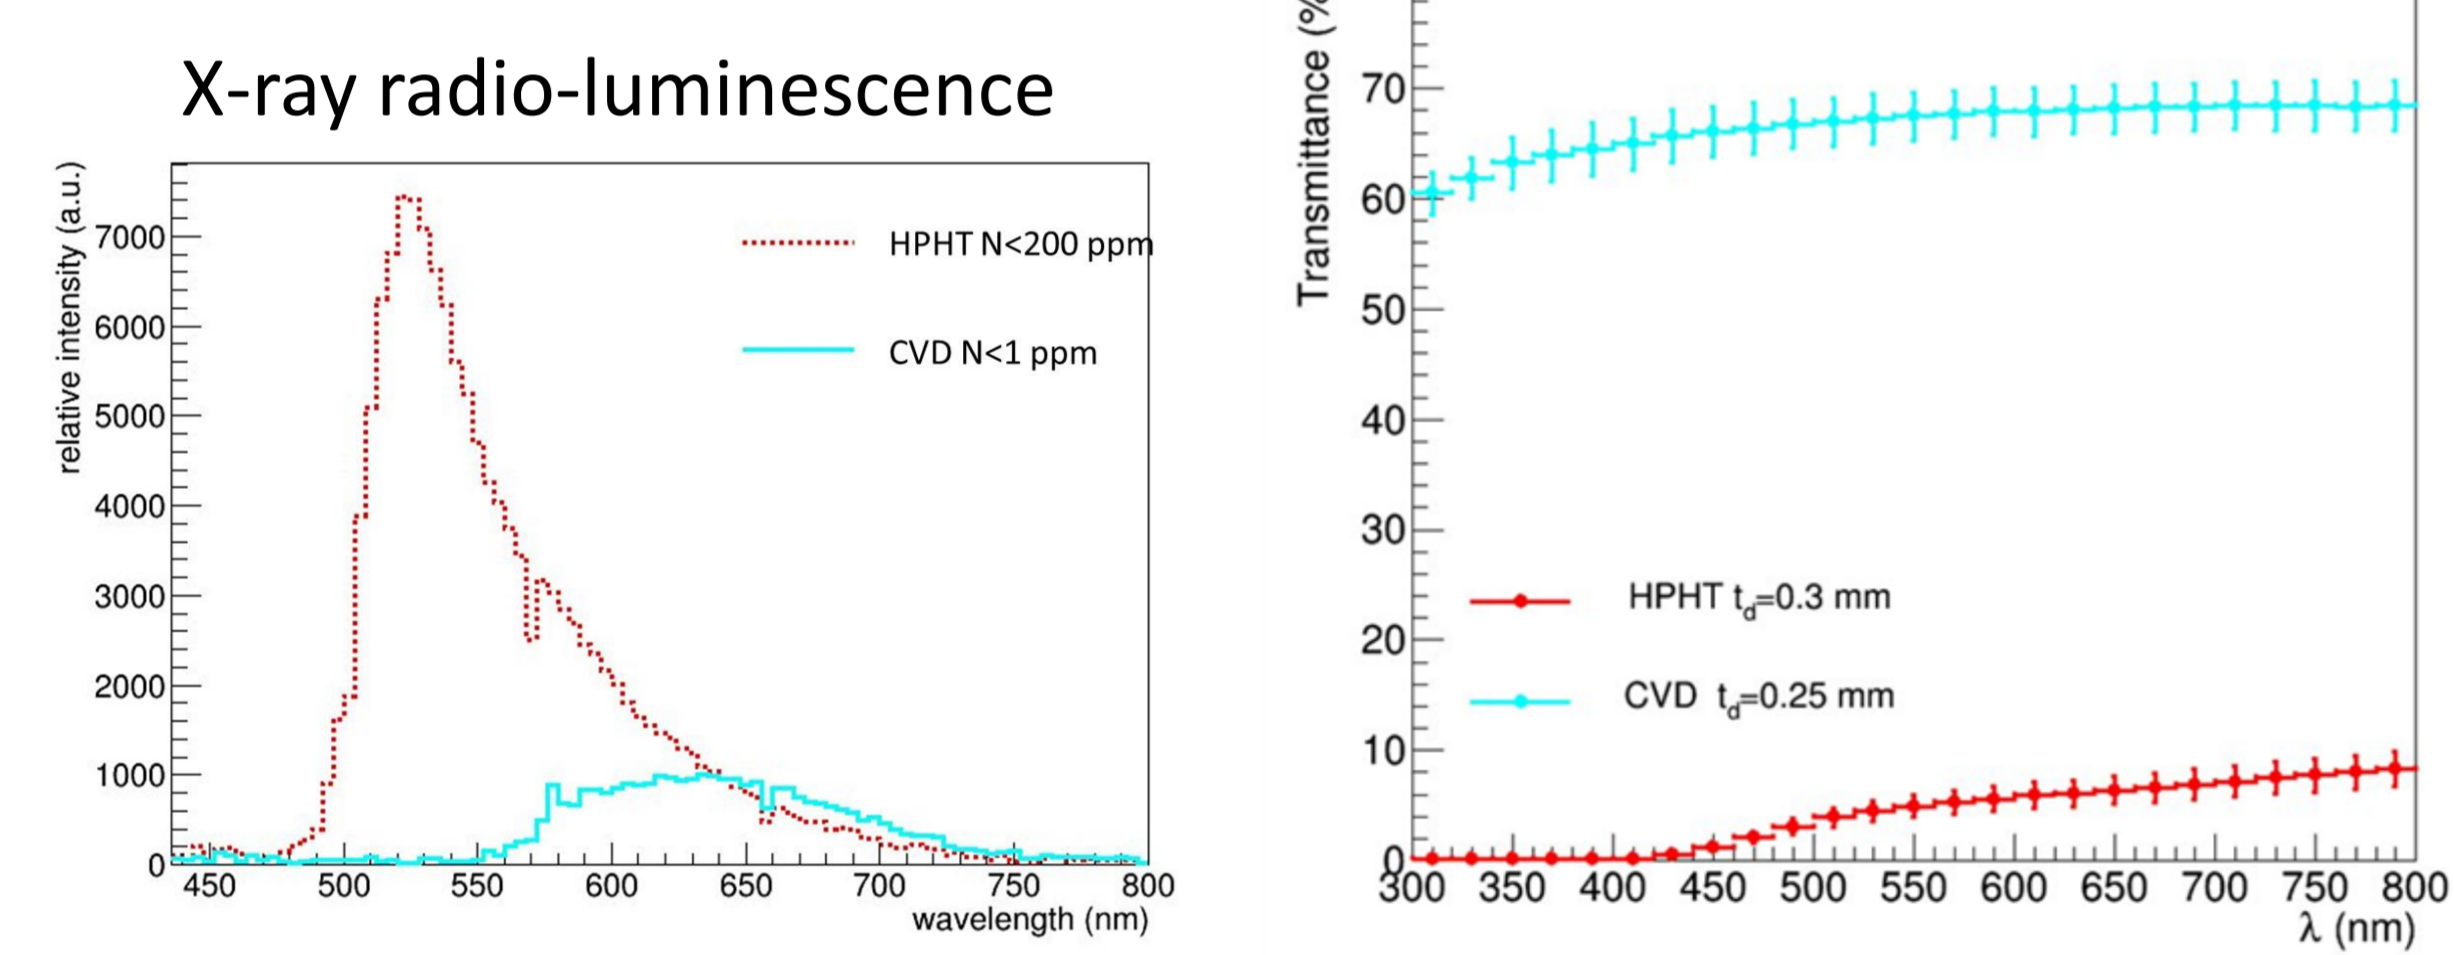 X-ray radio-luminescence
relative intensity (a.u.)
7000
6000
5000
4000
3000
2000
1000
0
HPHT N<200 ppm
CVD N<1 ppm
450 500 550 600 650 700 750 800
wavelength (nm)
Transmittance (%
70
60
50
40
30
20
10
0
HPHT td=0.3 mm
CVD td=0.25 mm
300 350 400 450 500 550 600 650 700 750 800
λ (nm)